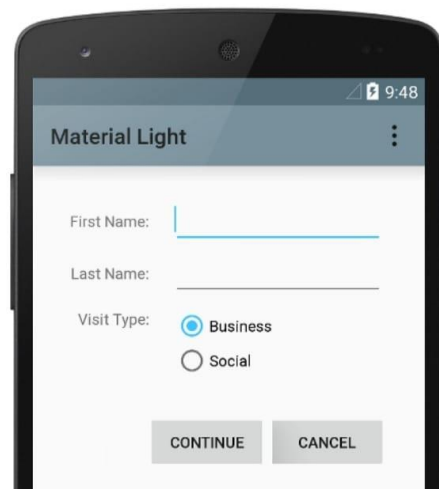 9:48
Material Light
First Name:
Last Name:
Visit Type:
Business
Social
CONTINUE CANCEL